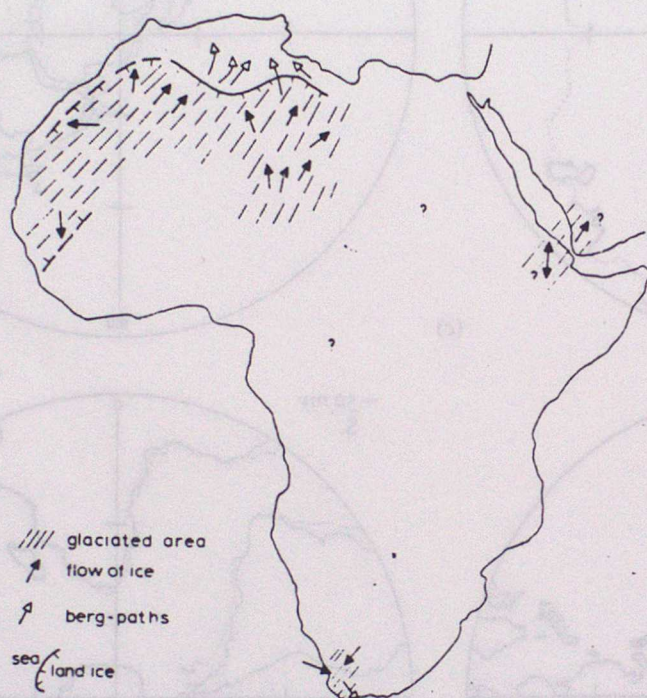 ?
?
?
?
glaciated area
flow of ice
berg-paths
sea land ice